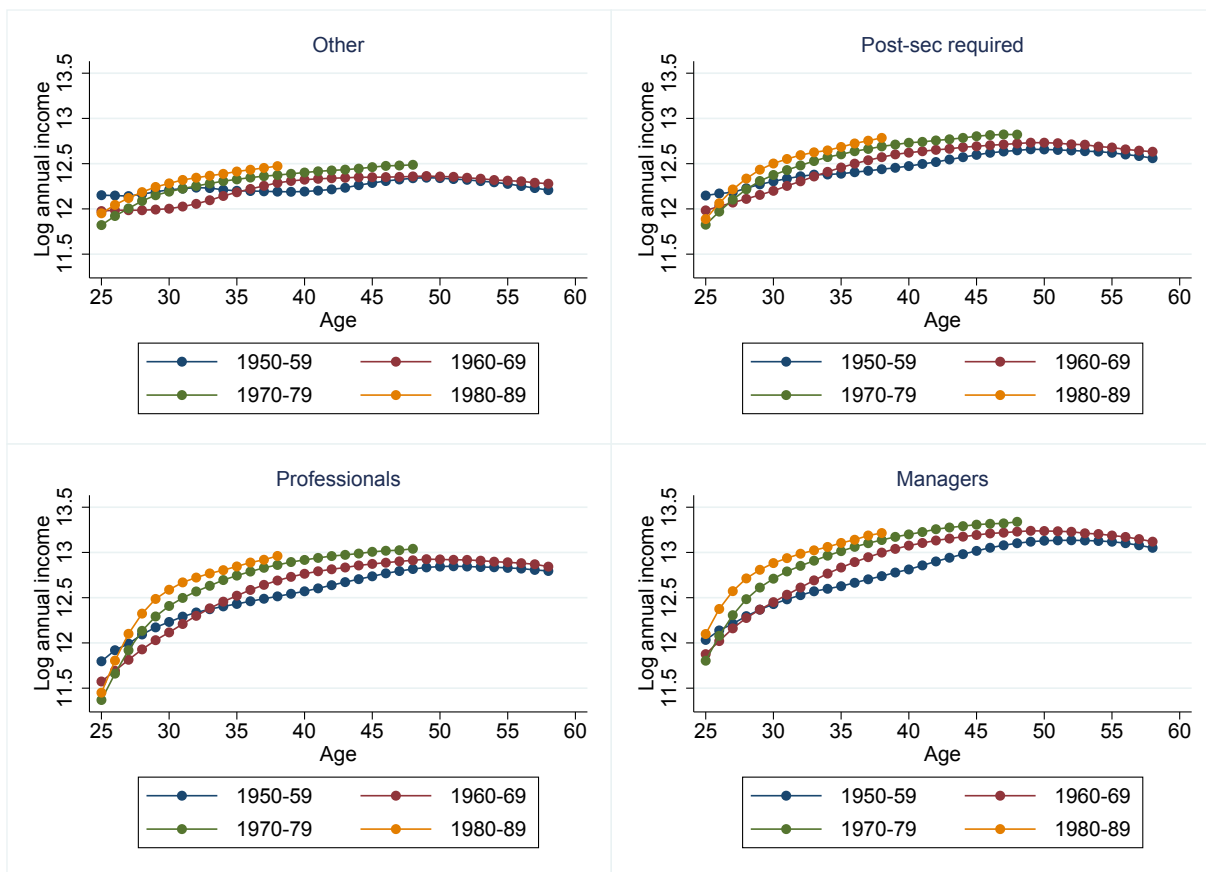 Other
Log annual income
13.5
13
12.5
12
11.5
25 30 35 40 45 50 55 60
Age
1950-59 1960-69
1970-79 1980-89
Post-sec required
Log annual income
13.5
13
12.5
12
11.5
25 30 35 40 45 50 55 60
Age
1950-59 1960-69
1970-79 1980-89
Professionals
Log annual income
13.5
13
12.5
12
11.5
25 30 35 40 45 50 55 60
Age
1950-59 1960-69
1970-79 1980-89
Managers
Log annual income
13.5
13
12.5
12
11.5
25 30 35 40 45 50 55 60
Age
1950-59 1960-69
1970-79 1980-89